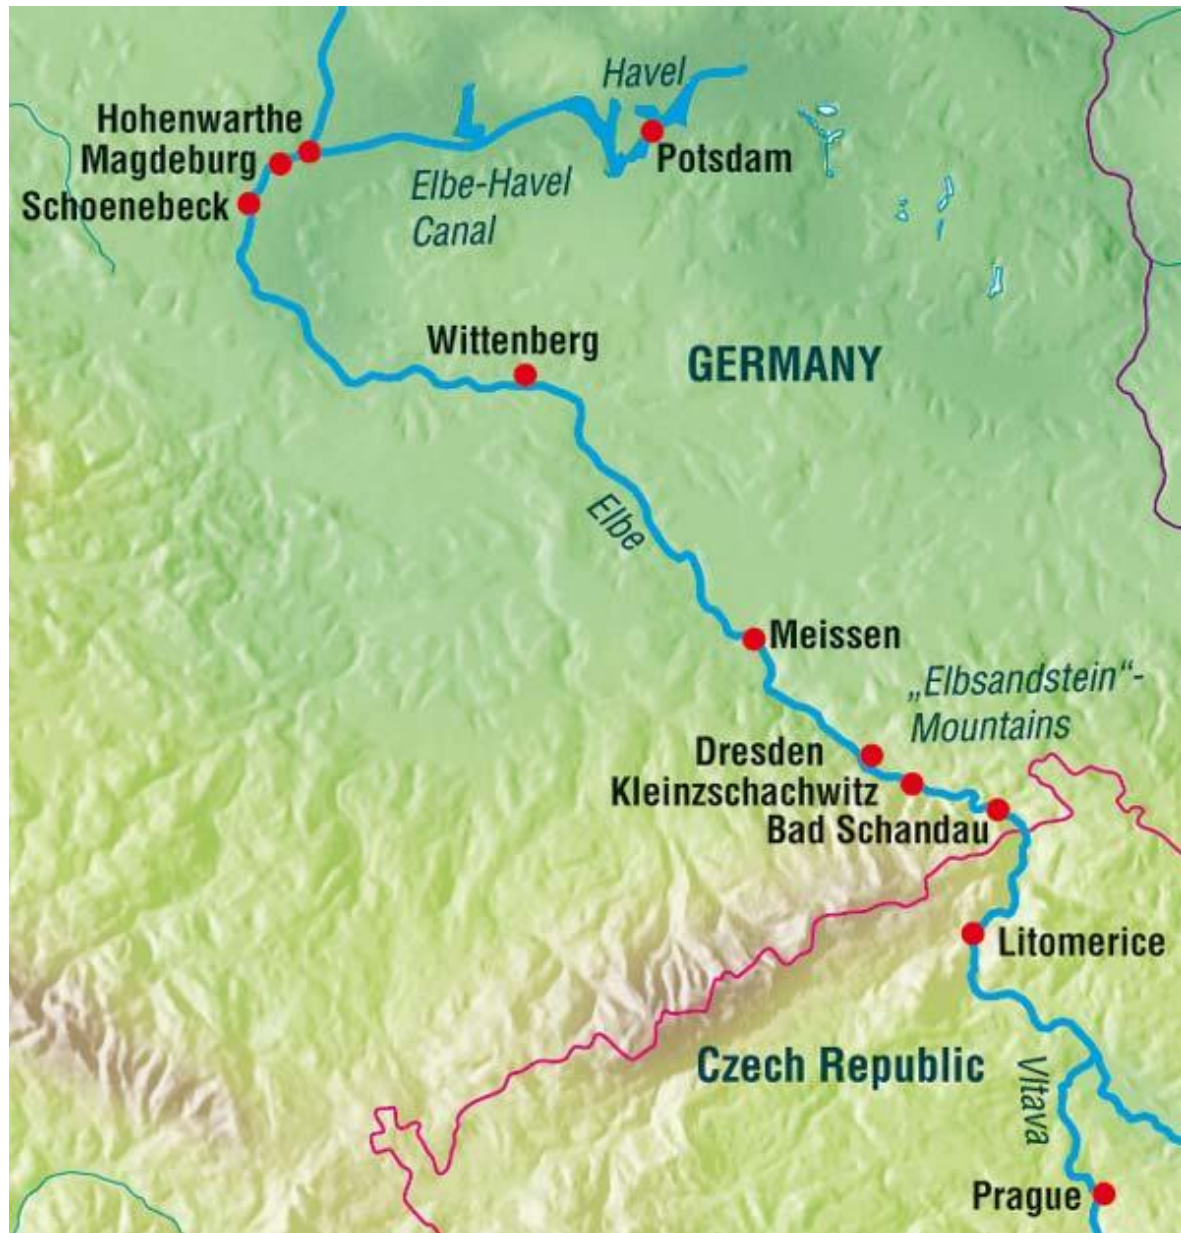 Havel
Hohenwarthe
Magdeburg
Potsdam
Elbe-Havel
Canal
Schoenebeck
Wittenberg
GERMANY
Elbe
Meissen
„Elbsandstein“-
Mountains
Dresden
Kleinzschachwitz
Bad Schandau
Litomerice
Czech Republic
Vltava
Prague